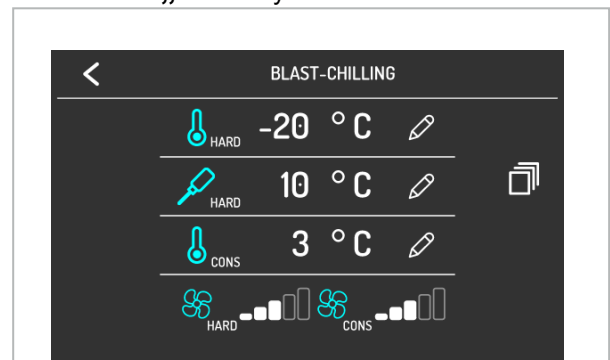 BLAST-CHILLING
HARD -20 °C
HARD 10 °C
CONS 3 °C
HARD CONS